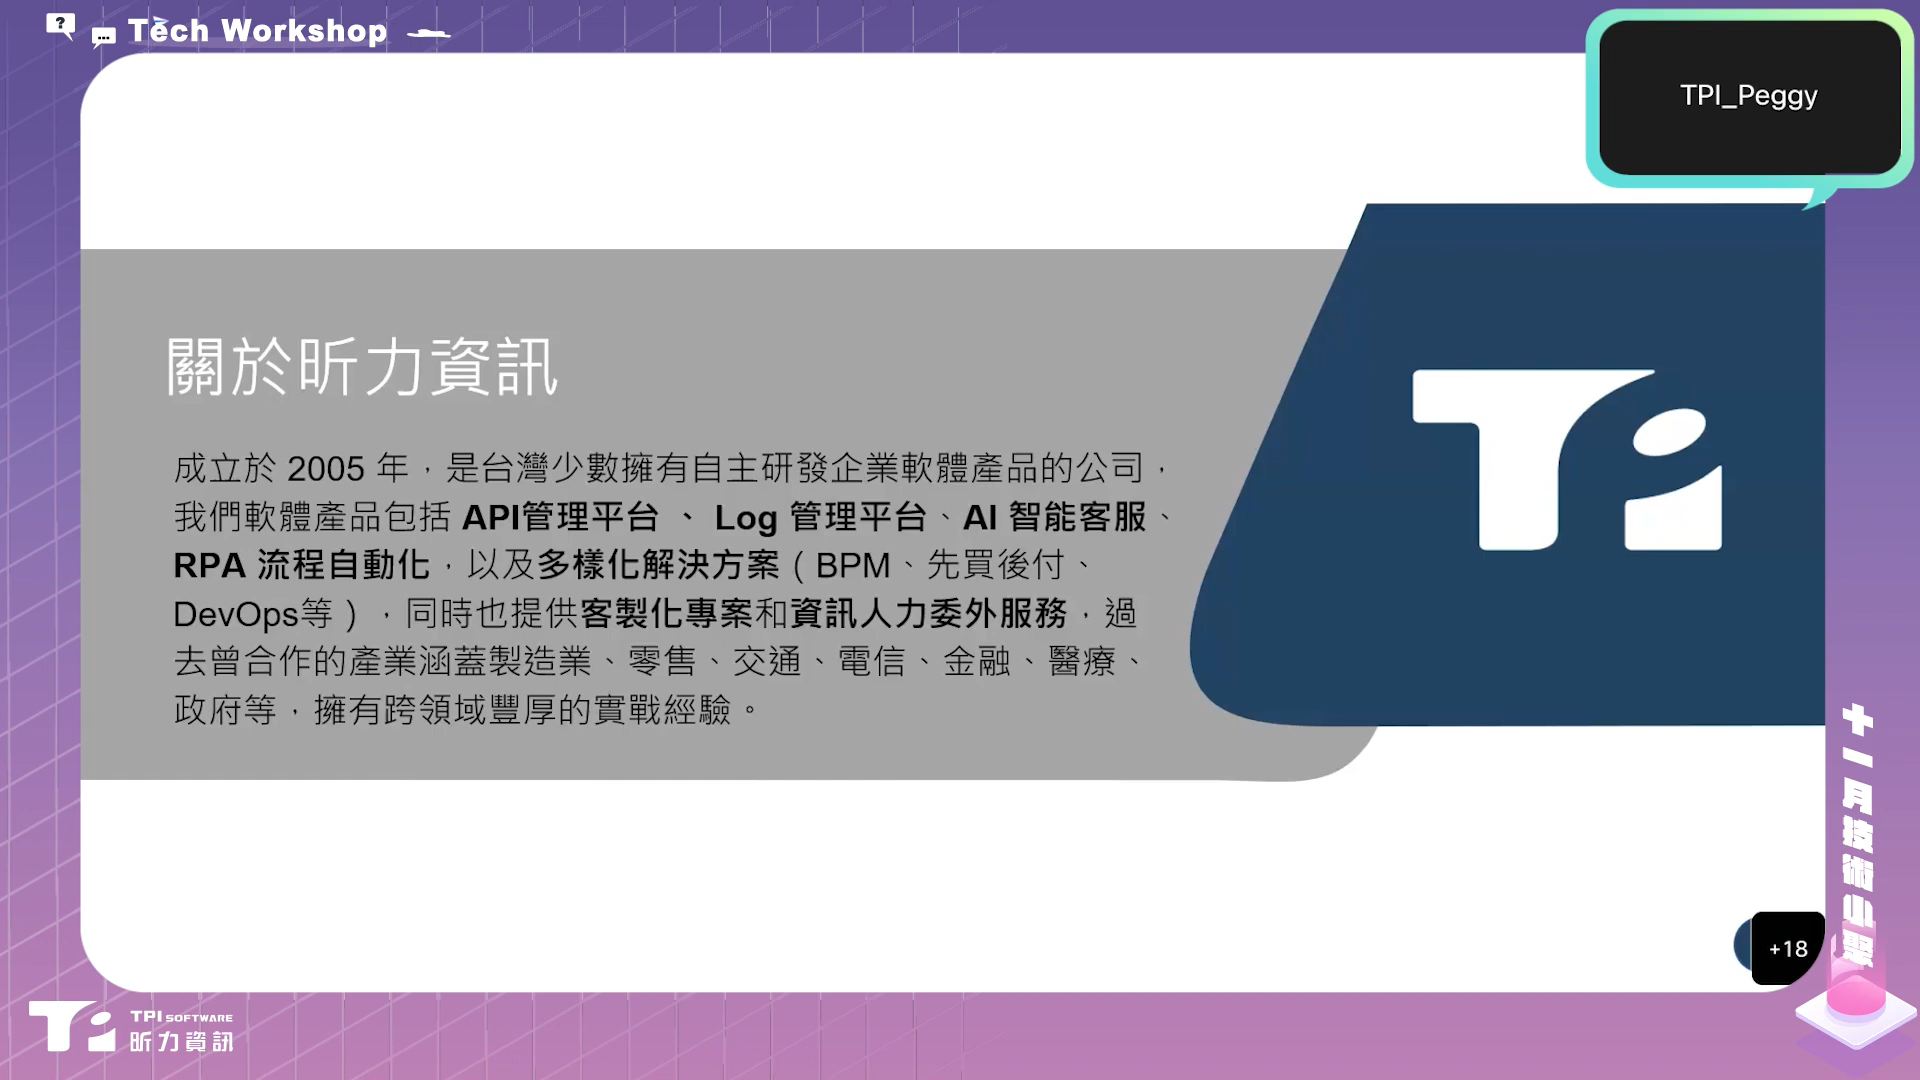 Tech Workshop
TPI_Peggy
關於昕力資訊
成立於 2005 年，是台灣少數擁有自主研發企業軟體產品的公司，
我們軟體產品包括 API管理平台 、 Log 管理平台、AI 智能客服、
RPA 流程自動化，以及多樣化解決方案（BPM、先買後付、
DevOps等），同時也提供客製化專案和資訊人力委外服務，過
去曾合作的產業涵蓋製造業、零售、交通、電信、金融、醫療、
政府等，擁有跨領域豐厚的實戰經驗。
Ti
十一月技術小聚
+18
Ti
TPI SOFTWARE
昕力資訊